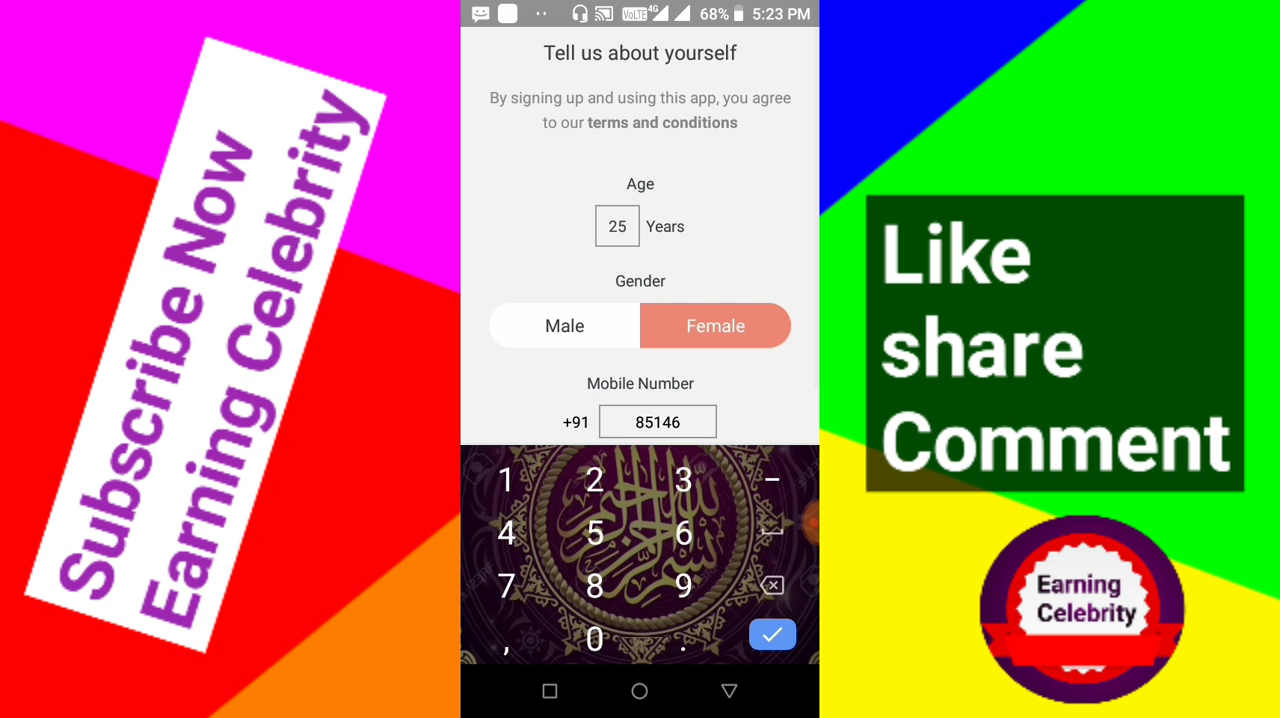 Subscribe Now
Earning Celebrity
VoLTE 4G 68% 5:23 PM
Tell us about yourself
By signing up and using this app, you agree
to our terms and conditions
Age
25 Years
Gender
Male Female
Mobile Number
+91 85146
1 2 3 -
4 5 6
7 8 9
, 0 .
Like
share
Comment
Earning
Celebrity